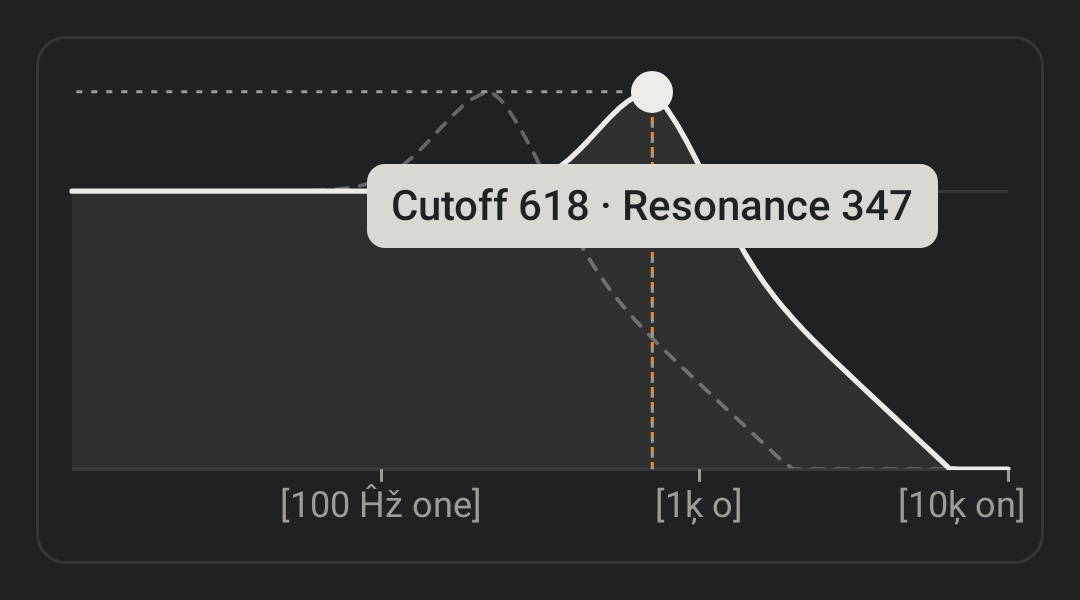 Cutoff 618 · Resonance 347
[100 Ĥž one]
[1ķ o]
[10ķ on]